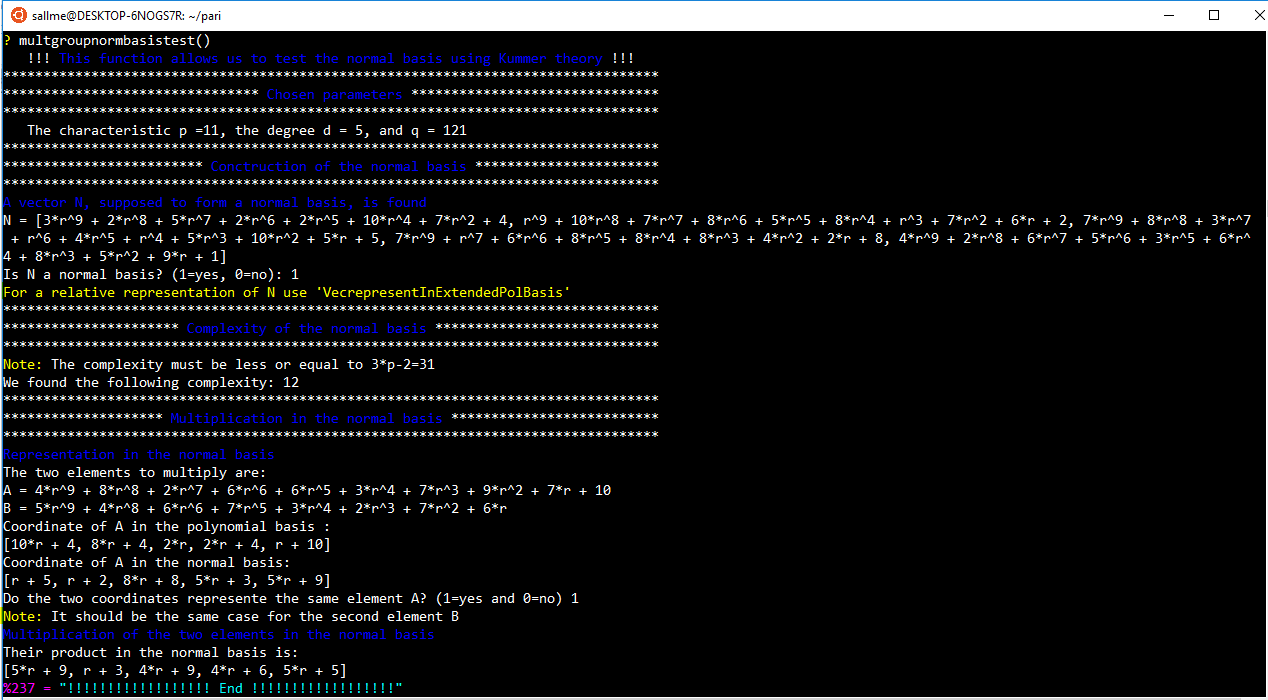 sallme@DESKTOP-6NOGS7R: ~/pari
? multgroupnormbasistest()
!!! This function allows us to test the normal basis using Kummer theory !!!
**********************************************************************************
******************************** Chosen parameters *******************************
**********************************************************************************
The characteristic p =11, the degree d = 5, and q = 121
**********************************************************************************
************************* Conctruction of the normal basis ***********************
**********************************************************************************
A vector N, supposed to form a normal basis, is found
N = [3*r^9 + 2*r^8 + 5*r^7 + 2*r^6 + 2*r^5 + 10*r^4 + 7*r^2 + 4, r^9 + 10*r^8 + 7*r^7 + 8*r^6 + 5*r^5 + 8*r^4 + r^3 + 7*r^2 + 6*r + 2, 7*r^9 + 8*r^8 + 3*r^7
+ r^6 + 4*r^5 + r^4 + 5*r^3 + 10*r^2 + 5*r + 5, 7*r^9 + r^7 + 6*r^6 + 8*r^5 + 8*r^4 + 8*r^3 + 4*r^2 + 2*r + 8, 4*r^9 + 2*r^8 + 6*r^7 + 5*r^6 + 3*r^5 + 6*r^
4 + 8*r^3 + 5*r^2 + 9*r + 1]
Is N a normal basis? (1=yes, 0=no): 1
For a relative representation of N use 'VecrepresentInExtendedPolBasis'
**********************************************************************************
********************** Complexity of the normal basis ****************************
**********************************************************************************
Note: The complexity must be less or equal to 3*p-2=31
We found the following complexity: 12
**********************************************************************************
******************** Multiplication in the normal basis **************************
**********************************************************************************
Representation in the normal basis
The two elements to multiply are:
A = 4*r^9 + 8*r^8 + 2*r^7 + 6*r^6 + 6*r^5 + 3*r^4 + 7*r^3 + 9*r^2 + 7*r + 10
B = 5*r^9 + 4*r^8 + 6*r^6 + 7*r^5 + 3*r^4 + 2*r^3 + 7*r^2 + 6*r
Coordinate of A in the polynomial basis :
[10*r + 4, 8*r + 4, 2*r, 2*r + 4, r + 10]
Coordinate of A in the normal basis:
[r + 5, r + 2, 8*r + 8, 5*r + 3, 5*r + 9]
Do the two coordinates represente the same element A? (1=yes and 0=no) 1
Note: It should be the same case for the second element B
Multiplication of the two elements in the normal basis
Their product in the normal basis is:
[5*r + 9, r + 3, 4*r + 9, 4*r + 6, 5*r + 5]
%237 = "!!!!!!!!!!!!!!!!!! End !!!!!!!!!!!!!!!!!!"